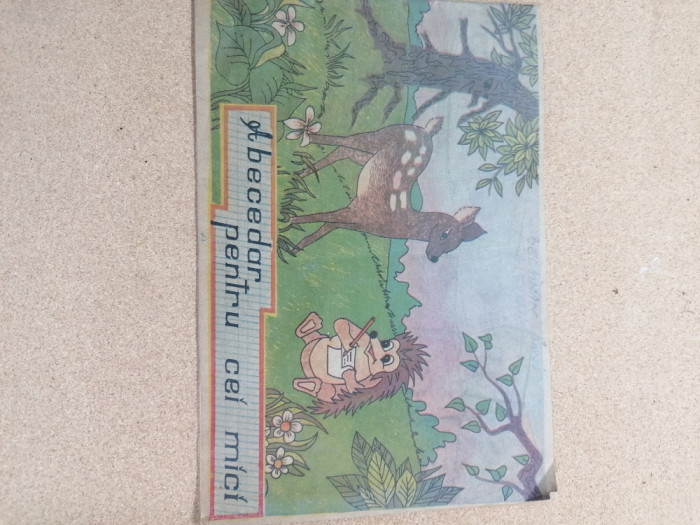 Abecedar
pentru cei mici